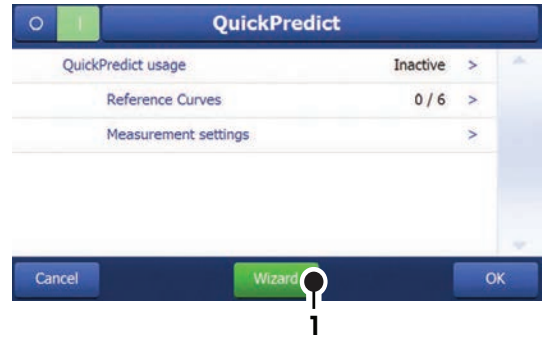 O I QuickPredict
QuickPredict usage Inactive >
Reference Curves 0 / 6 >
Measurement settings >
Cancel Wizard OK
1